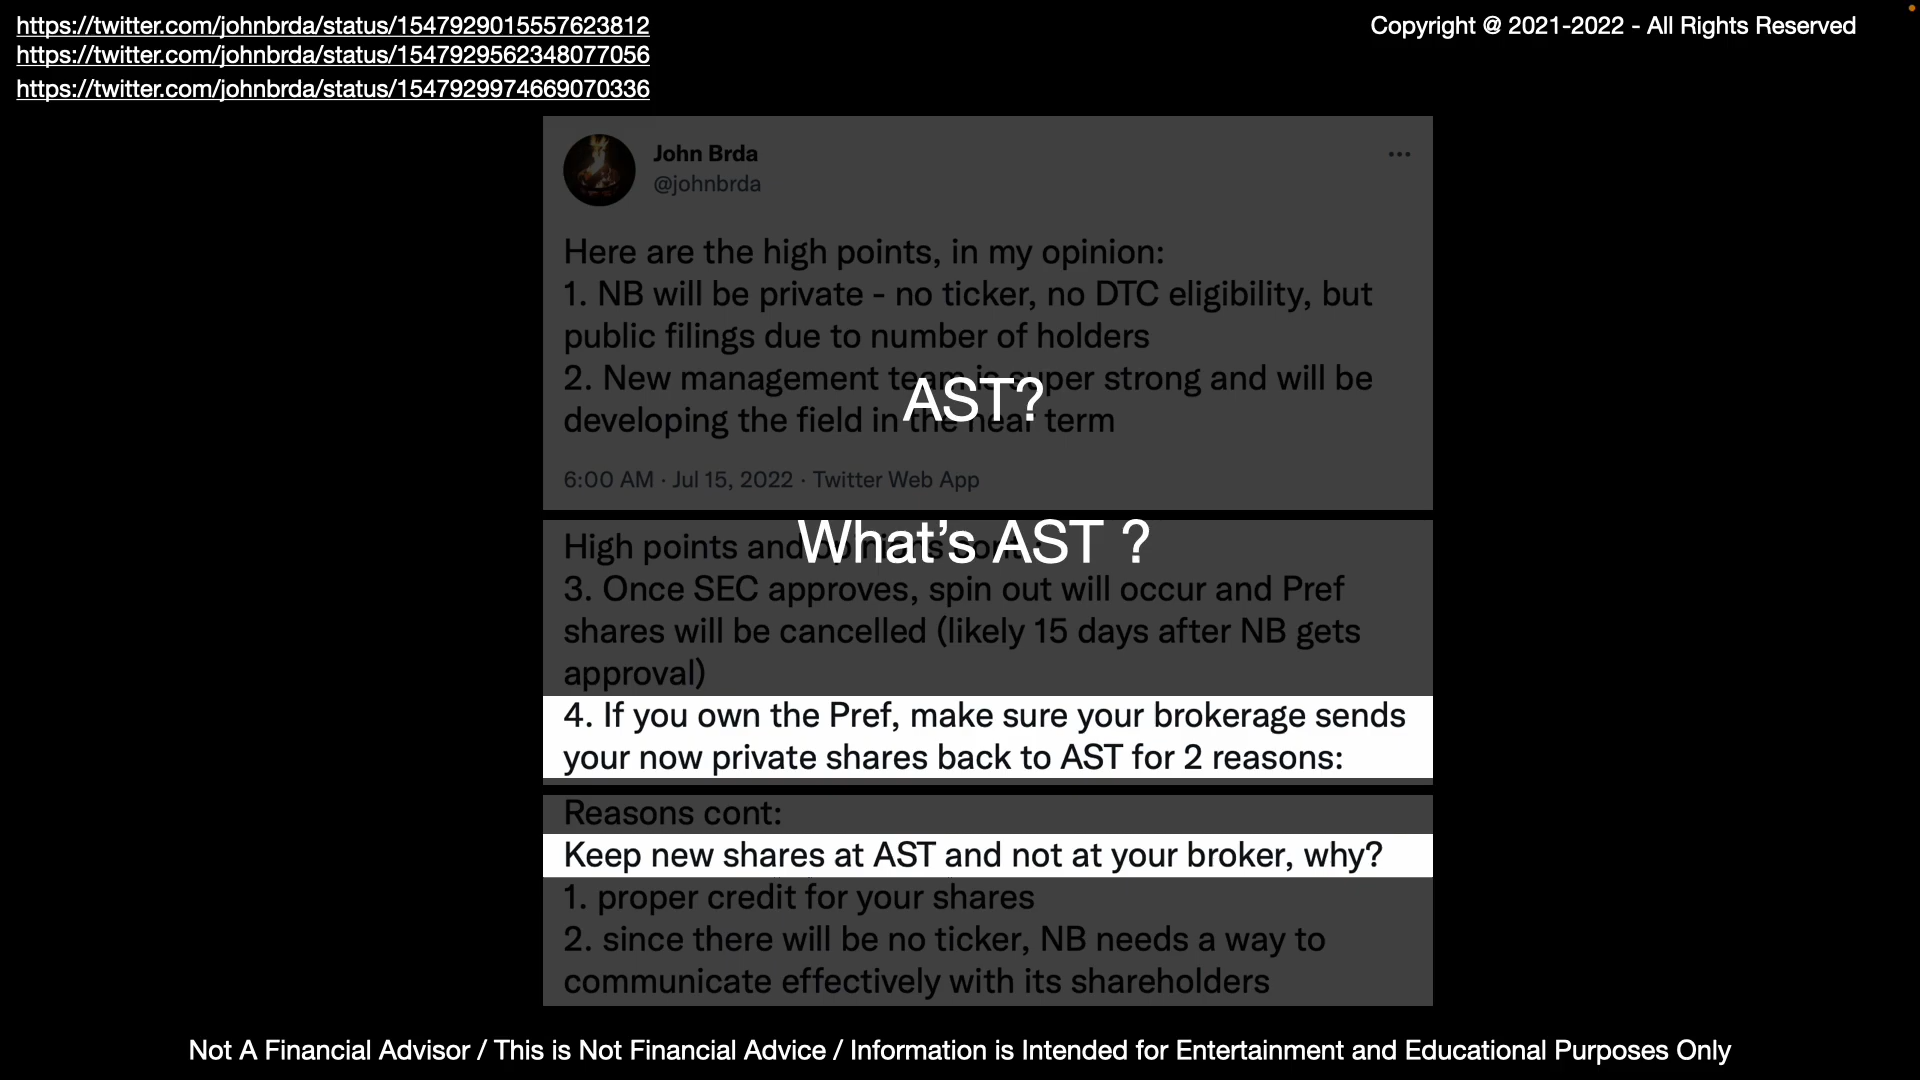 https://twitter.com/johnbrda/status/1547929015557623812
https://twitter.com/johnbrda/status/1547929562348077056
https://twitter.com/johnbrda/status/1547929974669070336
Copyright @ 2021-2022 - All Rights Reserved
John Brda
@johnbrda
Here are the high points, in my opinion:
1. NB will be private - no ticker, no DTC eligibility, but
public filings due to number of holders
2. New management team is super strong and will be
developing the field in the near term
AST?
6:00 AM · Jul 15, 2022 · Twitter Web App
What's AST ?
High points and opinions cont
3. Once SEC approves, spin out will occur and Pref
shares will be cancelled (likely 15 days after NB gets
approval)
4. If you own the Pref, make sure your brokerage sends
your now private shares back to AST for 2 reasons:
Reasons cont:
Keep new shares at AST and not at your broker, why?
1. proper credit for your shares
2. since there will be no ticker, NB needs a way to
communicate effectively with its shareholders
Not A Financial Advisor / This is Not Financial Advice / Information is Intended for Entertainment and Educational Purposes Only